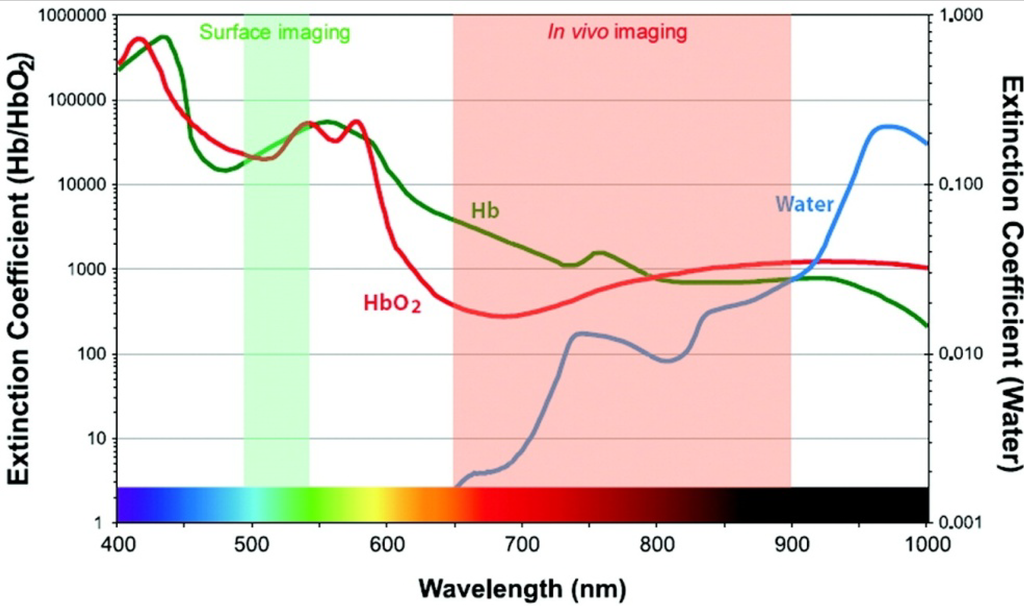 Extinction Coefficient (Hb/HbO2)
1000000
100000
10000
1000
100
10
1
Surface imaging
In vivo imaging
Hb
HbO2
Water
1.000
0.100
0.010
0.001
Extinction Coefficient (Water)
400 500 600 700 800 900 1000
Wavelength (nm)